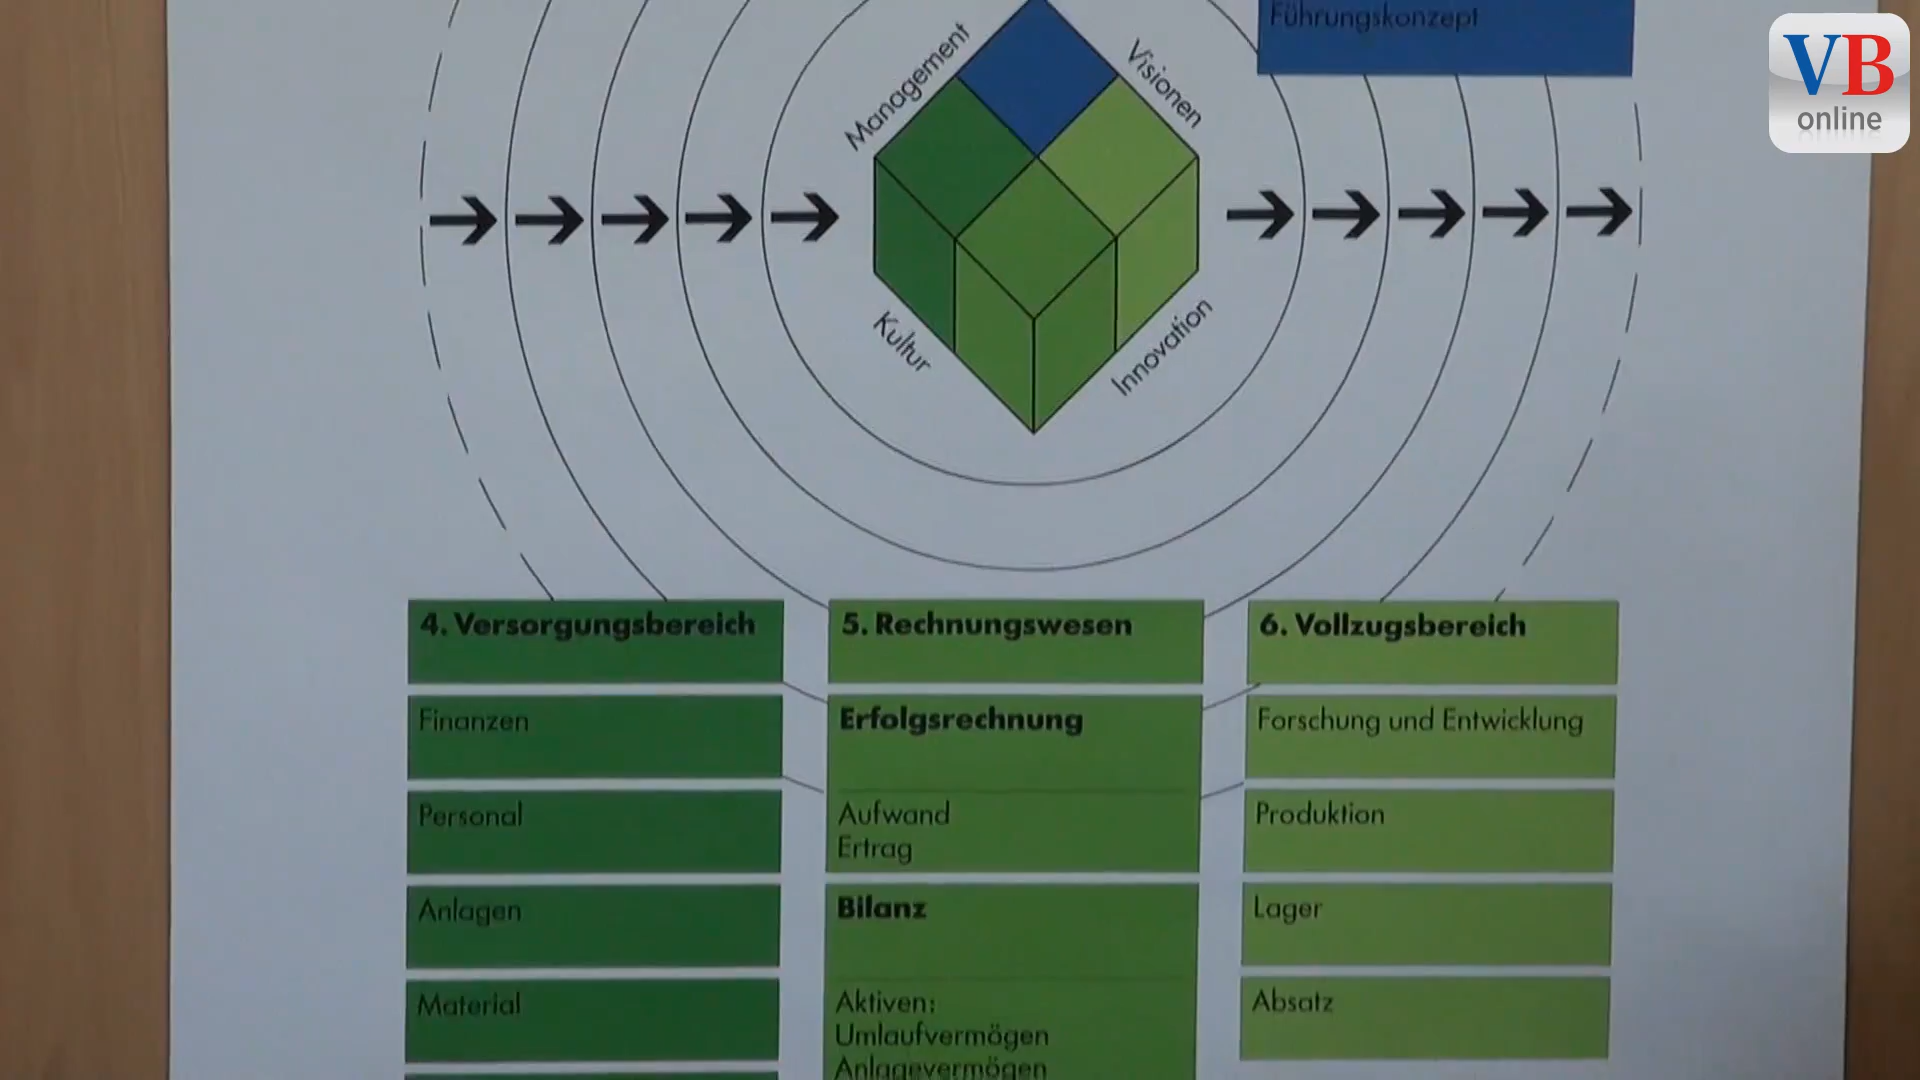 Führungskonzept
VB
online
Management
Visionen
Kultur
Innovation
4. Versorgungsbereich
Finanzen
Personal
Anlagen
Material
5. Rechnungswesen
Erfolgsrechnung
Aufwand
Ertrag
Bilanz
Aktiven:
Umlaufvermögen
Anlagevermögen
6. Vollzugsbereich
Forschung und Entwicklung
Produktion
Lager
Absatz